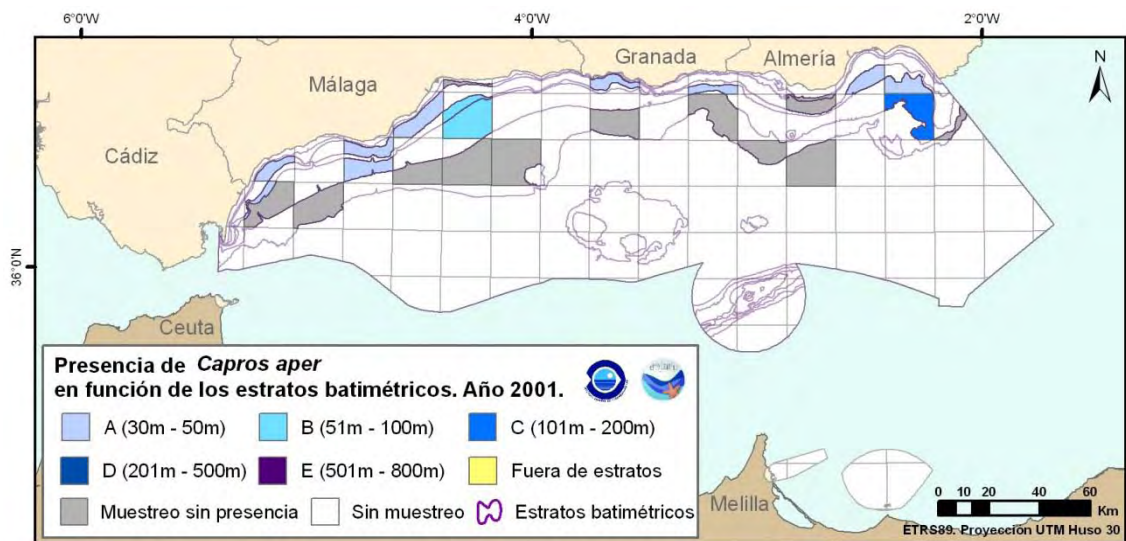 6°0'W
4°0'W
2°0'W
Granada
Almería
N
Málaga
Cádiz
36°0'N
Ceuta
Presencia de Capros aper
en función de los estratos batimétricos. Año 2001.
A (30m - 50m)
B (51m - 100m)
C (101m - 200m)
D (201m - 500m)
E (501m - 800m)
Fuera de estratos
Muestreo sin presencia
Sin muestreo
Estratos batimétricos
Melilla
0 10 20 40 60
Km
ETRS89. Proyección UTM Huso 30